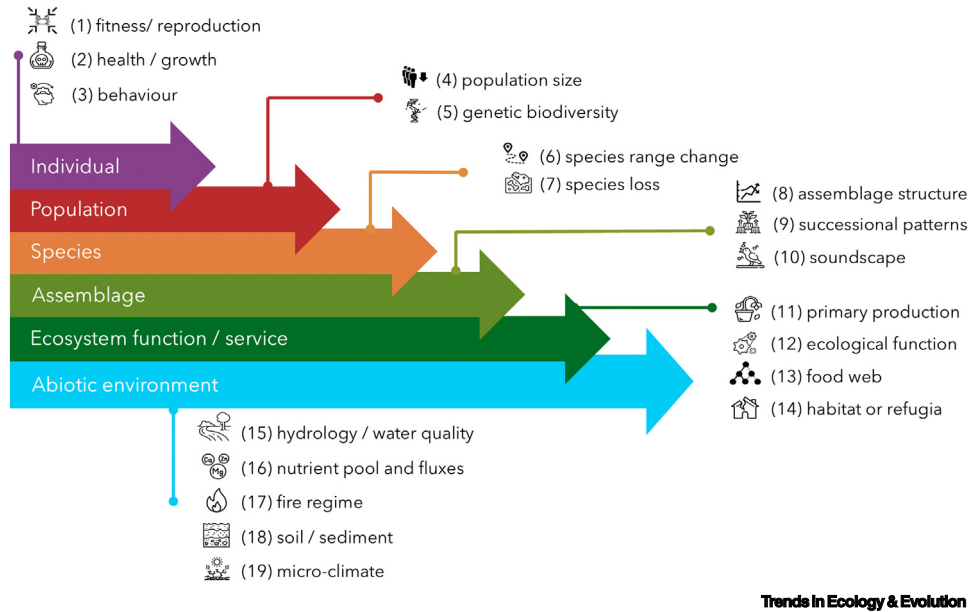 (1) fitness/ reproduction
(2) health / growth
(3) behaviour
(4) population size
(5) genetic biodiversity
(6) species range change
(7) species loss
(8) assemblage structure
(9) successional patterns
(10) soundscape
Individual
Population
Species
Assemblage
Ecosystem function / service
Abiotic environment
(11) primary production
(12) ecological function
(13) food web
(14) habitat or refugia
(15) hydrology / water quality
Ca Zn
Mg
(16) nutrient pool and fluxes
(17) fire regime
(18) soil / sediment
(19) micro-climate
Trends in Ecology & Evolution